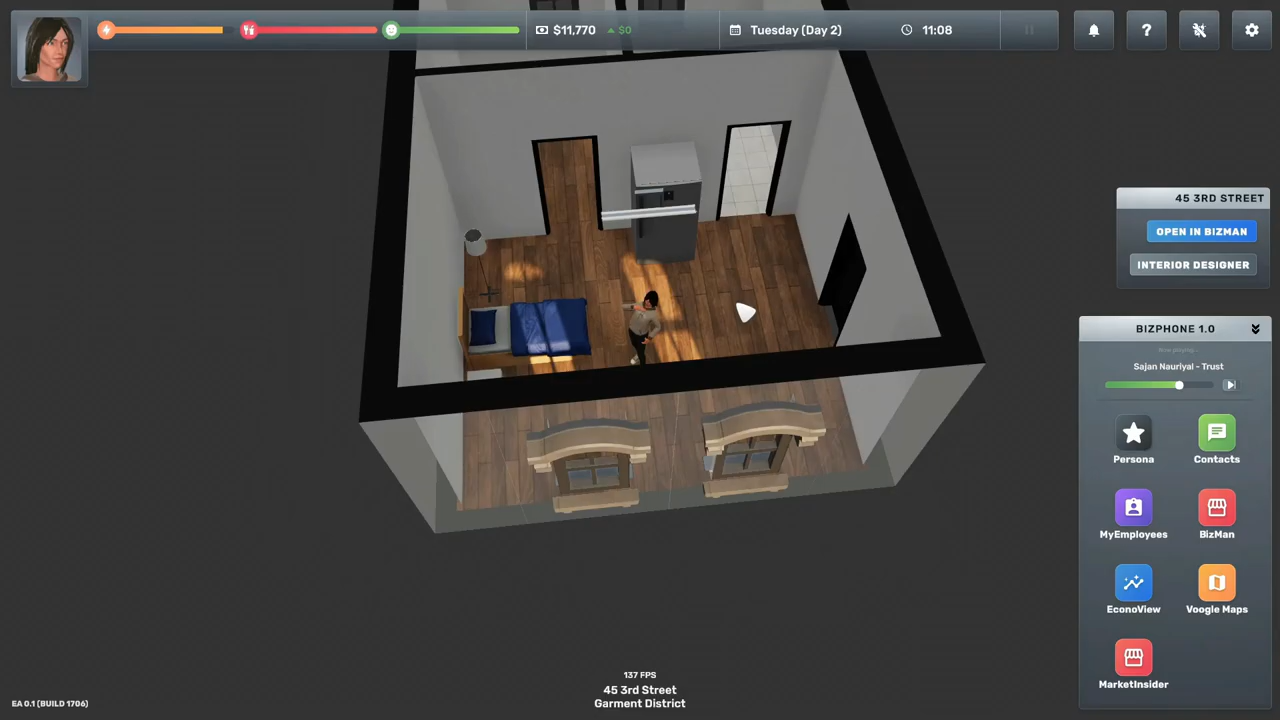 $11,770 ▲ $0
Tuesday (Day 2)
11:08
?
45 3RD STREET
OPEN IN BIZMAN
INTERIOR DESIGNER
BIZPHONE 1.0
Now playing...
Sajan Nauriyal - Trust
Persona
Contacts
MyEmployees
BizMan
EconoView
Voogle Maps
MarketInsider
137 FPS
45 3rd Street
Garment District
EA 0.1 (BUILD 1706)